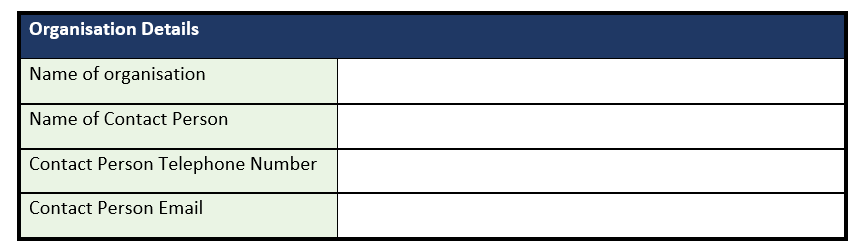 Organisation Details
Name of organisation
Name of Contact Person
Contact Person Telephone Number
Contact Person Email